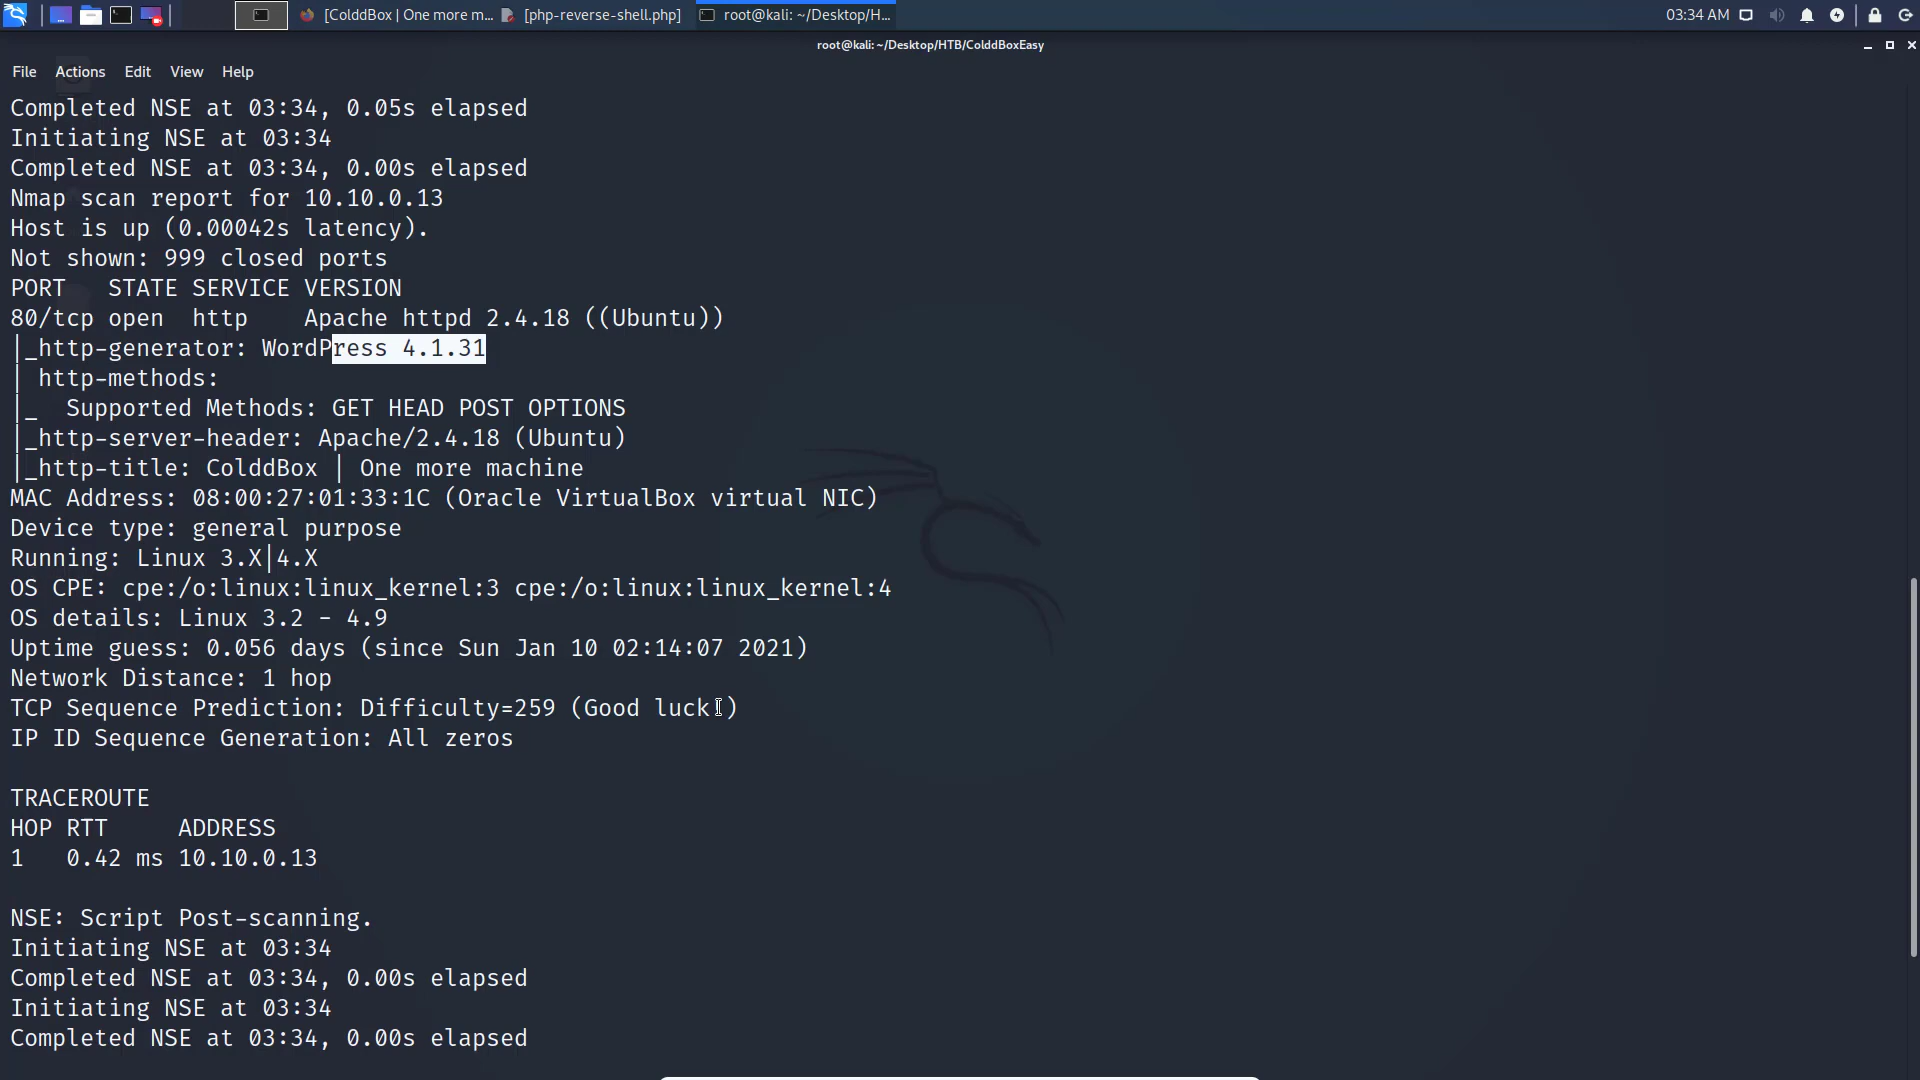 [ColddBox | One more m...
[php-reverse-shell.php]
root@kali: ~/Desktop/H...
03:34 AM
root@kali: ~/Desktop/HTB/ColddBoxEasy
File Actions Edit View Help
Completed NSE at 03:34, 0.05s elapsed
Initiating NSE at 03:34
Completed NSE at 03:34, 0.00s elapsed
Nmap scan report for 10.10.0.13
Host is up (0.00042s latency).
Not shown: 999 closed ports
PORT   STATE SERVICE VERSION
80/tcp open  http    Apache httpd 2.4.18 ((Ubuntu))
|_http-generator: WordPress 4.1.31
| http-methods:
|_  Supported Methods: GET HEAD POST OPTIONS
|_http-server-header: Apache/2.4.18 (Ubuntu)
|_http-title: ColddBox | One more machine
MAC Address: 08:00:27:01:33:1C (Oracle VirtualBox virtual NIC)
Device type: general purpose
Running: Linux 3.X|4.X
OS CPE: cpe:/o:linux:linux_kernel:3 cpe:/o:linux:linux_kernel:4
OS details: Linux 3.2 - 4.9
Uptime guess: 0.056 days (since Sun Jan 10 02:14:07 2021)
Network Distance: 1 hop
TCP Sequence Prediction: Difficulty=259 (Good luck!)
IP ID Sequence Generation: All zeros
TRACEROUTE
HOP RTT     ADDRESS
1   0.42 ms 10.10.0.13
NSE: Script Post-scanning.
Initiating NSE at 03:34
Completed NSE at 03:34, 0.00s elapsed
Initiating NSE at 03:34
Completed NSE at 03:34, 0.00s elapsed